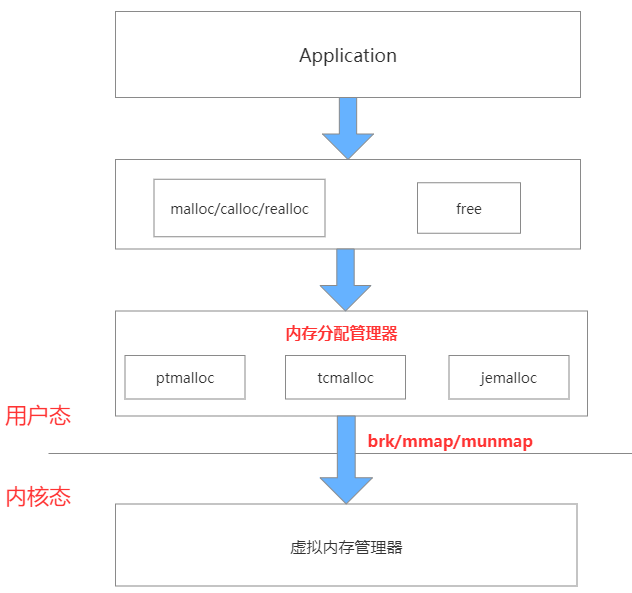 Application
malloc/calloc/realloc
free
内存分配管理器
ptmalloc
tcmalloc
jemalloc
用户态
brk/mmap/munmap
内核态
虚拟内存管理器